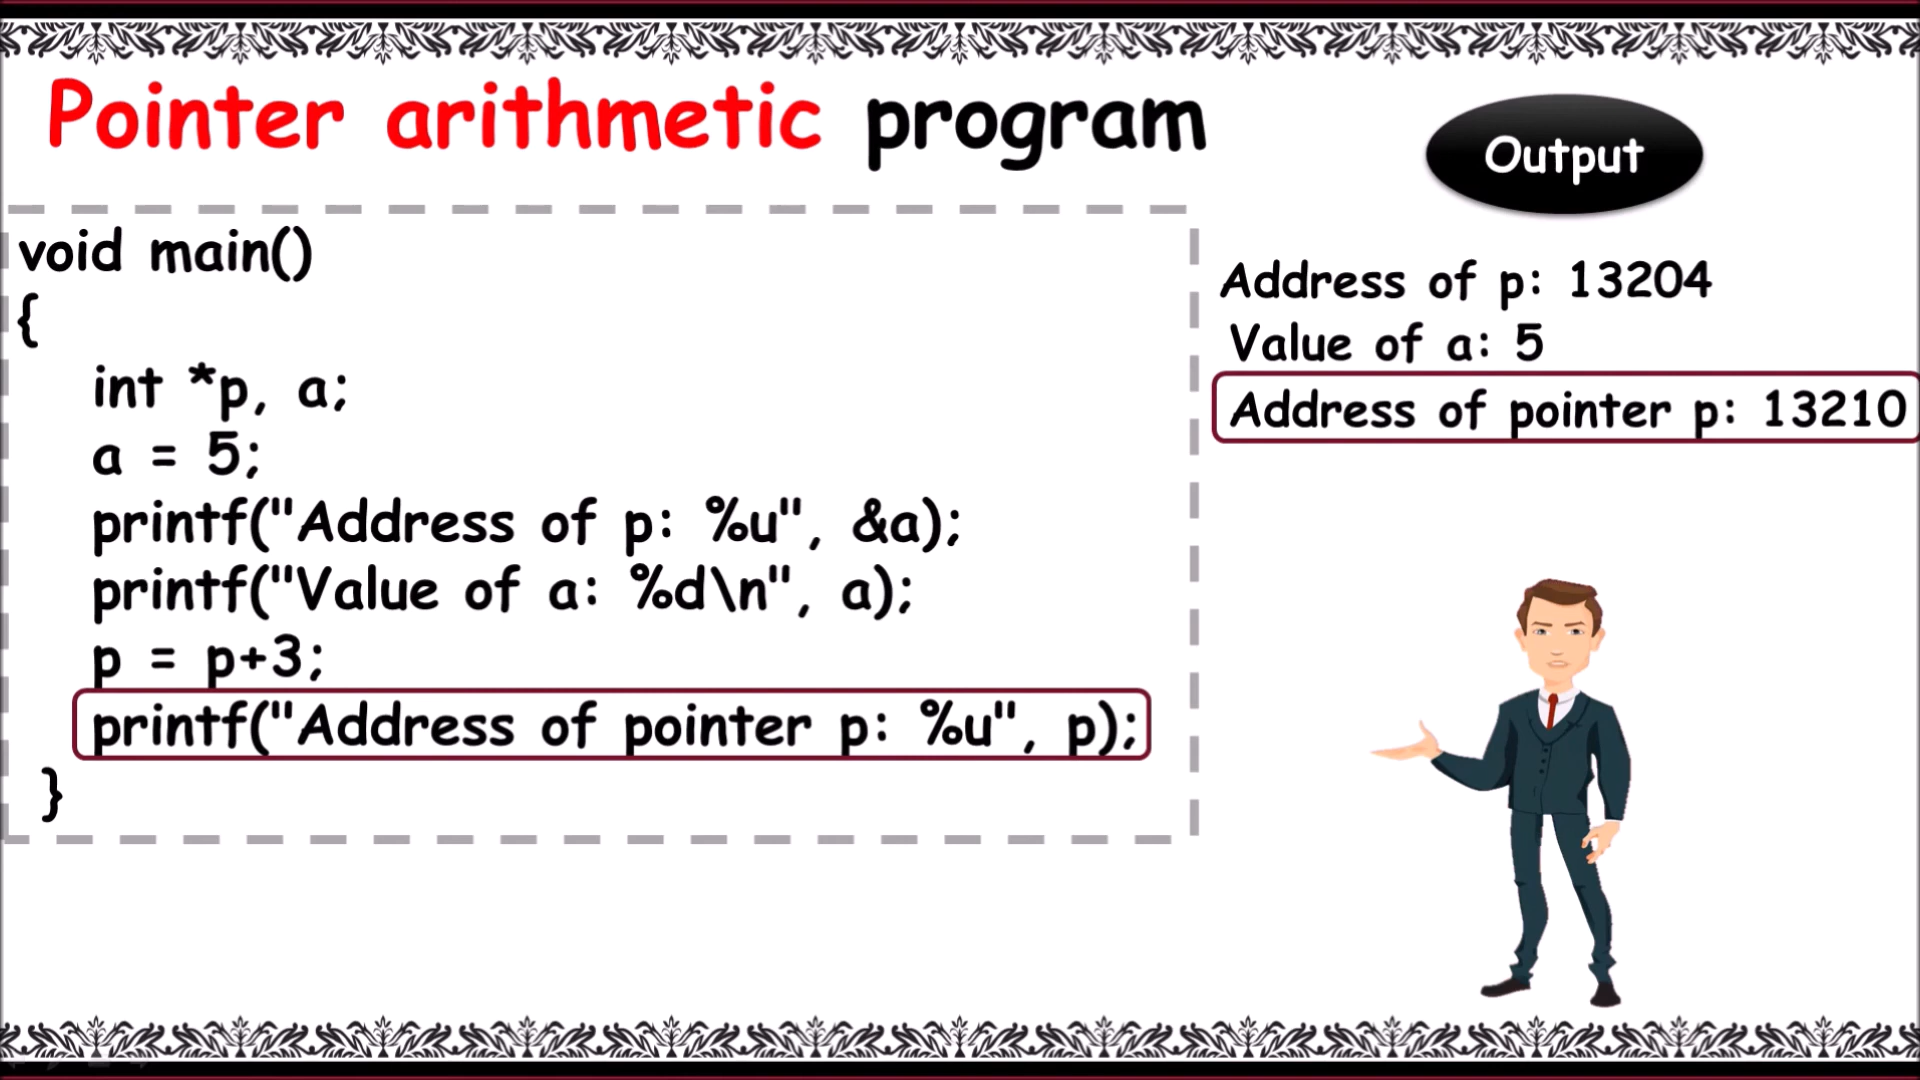 Pointer arithmetic program
void main()
{
int *p, a;
a = 5;
printf("Address of p: %u", &a);
printf("Value of a: %d\n", a);
p = p+3;
printf("Address of pointer p: %u", p);
}
Output
Address of p: 13204
Value of a: 5
Address of pointer p: 13210